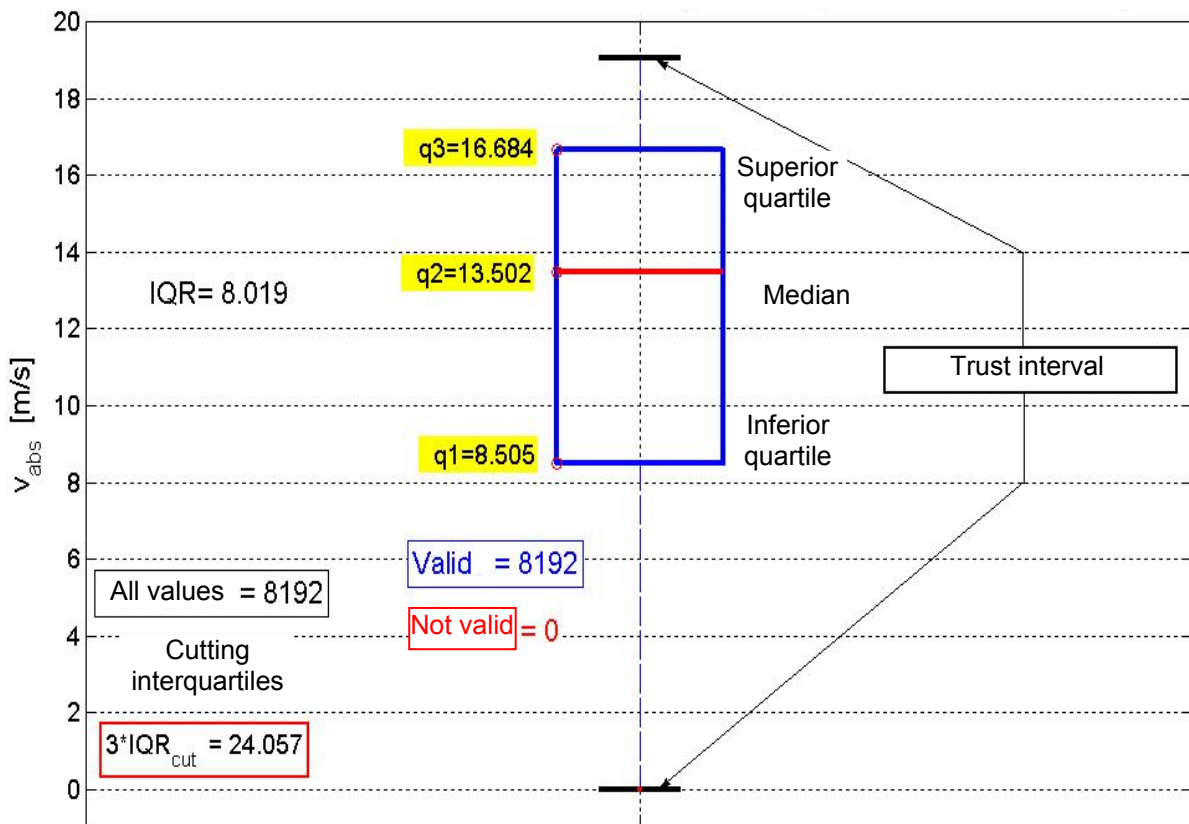 20
18
q3=16.684
16
Superior
quartile
14
q2=13.502
IQR= 8.019
Median
12
Trust interval
10
Inferior
quartile
q1=8.505
8
6
Valid = 8192
All values = 8192
Not valid = 0
4
Cutting
interquartiles
2
3*IQRcut = 24.057
0
vabs [m/s]